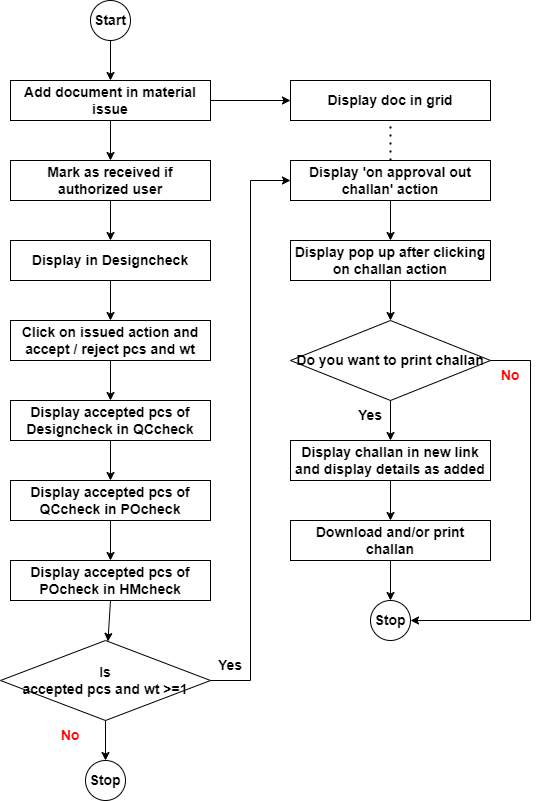 Start
Add document in material
issue
Display doc in grid
Mark as received if
authorized user
Display 'on approval out
challan' action
Display in Designcheck
Display pop up after clicking
on challan action
Click on issued action and
accept / reject pcs and wt
Do you want to print challan
No
Display accepted pcs of
Designcheck in QCcheck
Yes
Display challan in new link
and display details as added
Display accepted pcs of
QCcheck in POcheck
Download and/or print
challan
Display accepted pcs of
POcheck in HMcheck
Stop
Is
accepted pcs and wt >=1
Yes
No
Stop